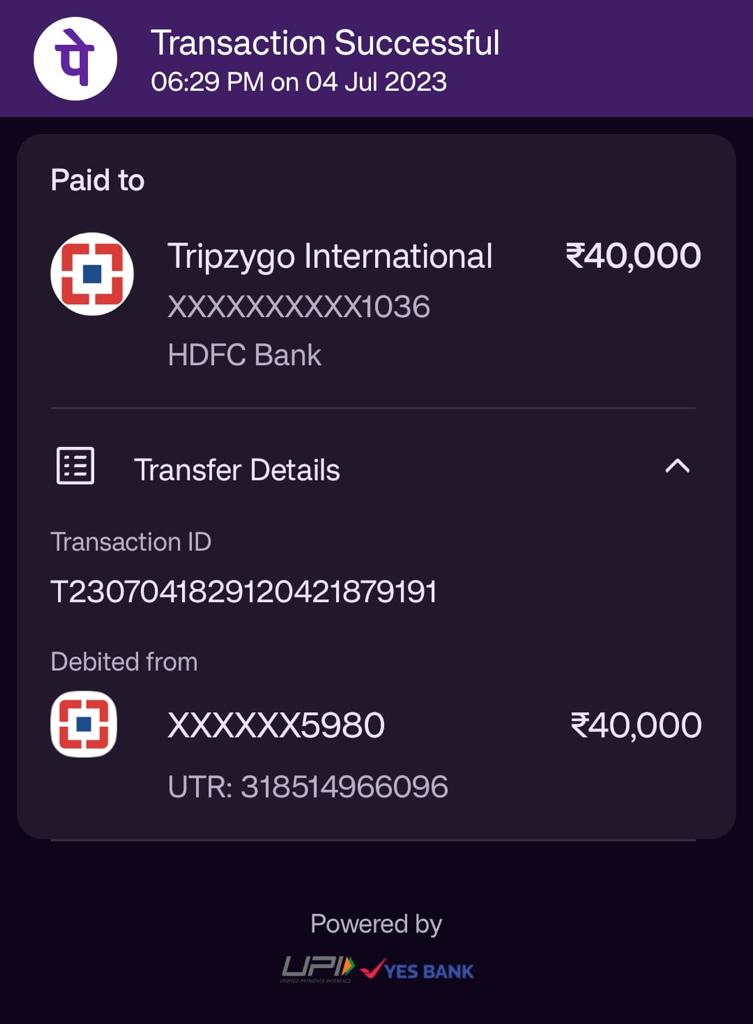 पे
Transaction Successful
06:29 PM on 04 Jul 2023
Paid to
Tripzygo International ₹40,000
XXXXXXXXXX1036
HDFC Bank
Transfer Details
Transaction ID
T2307041829120421879191
Debited from
XXXXXX5980 ₹40,000
UTR: 318514966096
Powered by
UPI YES BANK
UNIFIED PAYMENTS INTERFACE